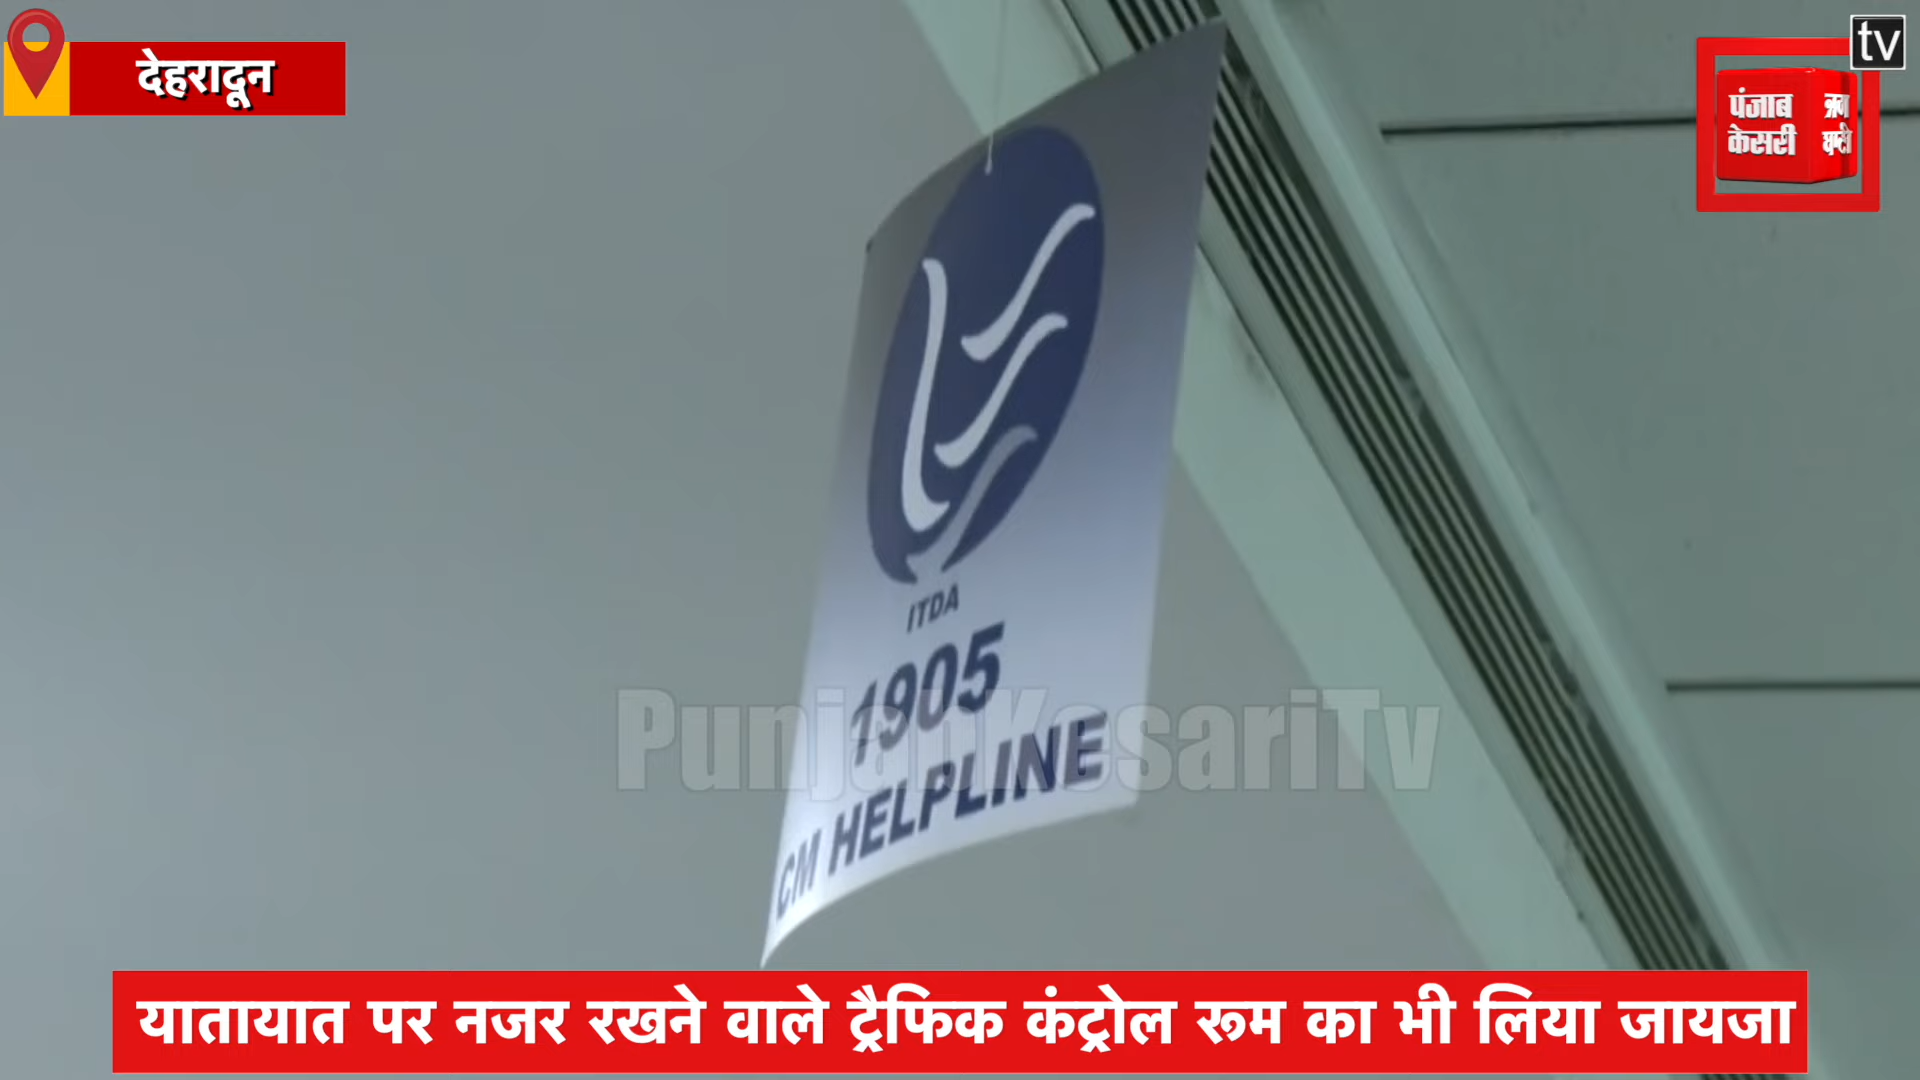 देहरादून
tv
पंजाब
केसरी
ITDA
1905
CM HELPLINE
PunjabKesariTv
यातायात पर नजर रखने वाले ट्रैफिक कंट्रोल रूम का भी लिया जायजा